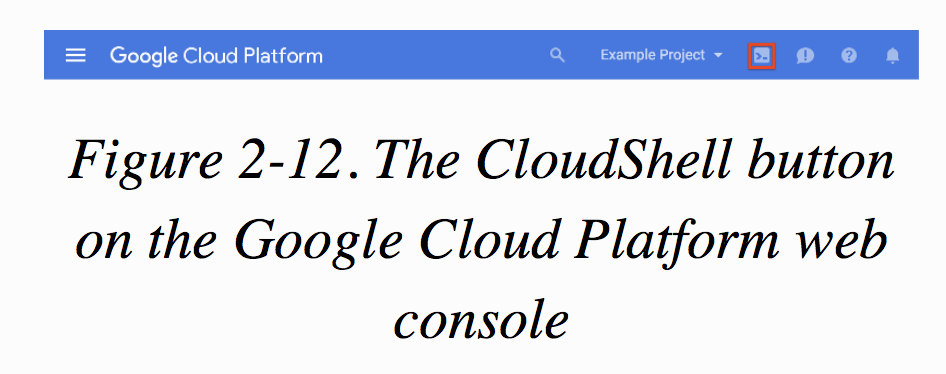 Google Cloud Platform Example Project
Figure 2-12. The CloudShell button
on the Google Cloud Platform web
console